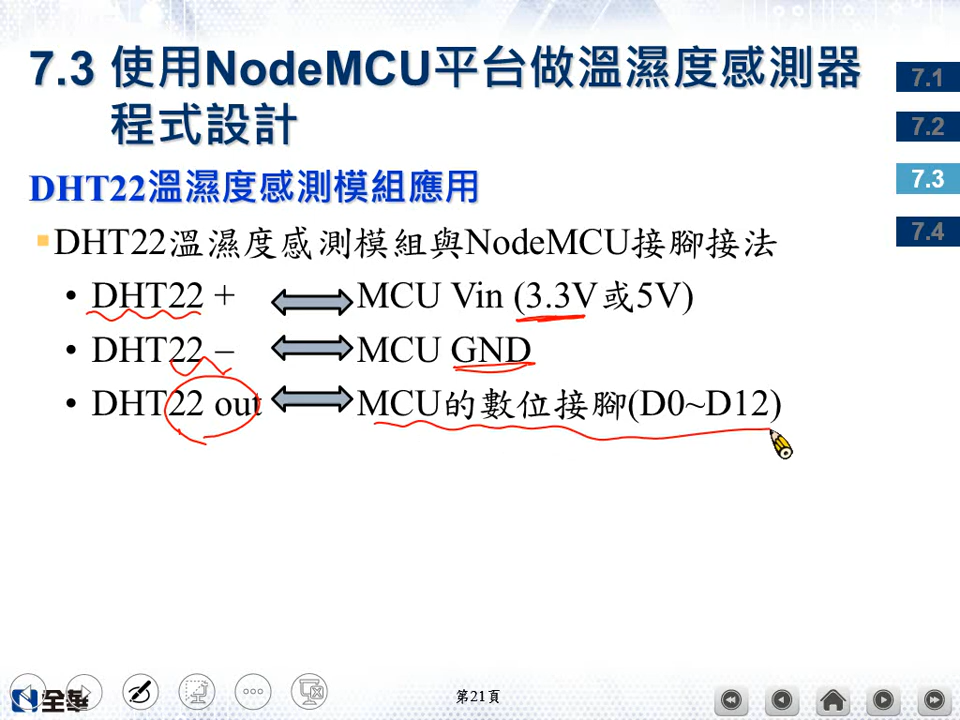 7.3 使用NodeMCU平台做溫濕度感測器
程式設計
7.1
7.2
7.3
7.4
DHT22溫濕度感測模組應用
DHT22溫濕度感測模組與NodeMCU接腳接法
• DHT22 + MCU Vin (3.3V或5V)
• DHT22 − MCU GND
• DHT22 out MCU的數位接腳(D0~D12)
全華
第21頁